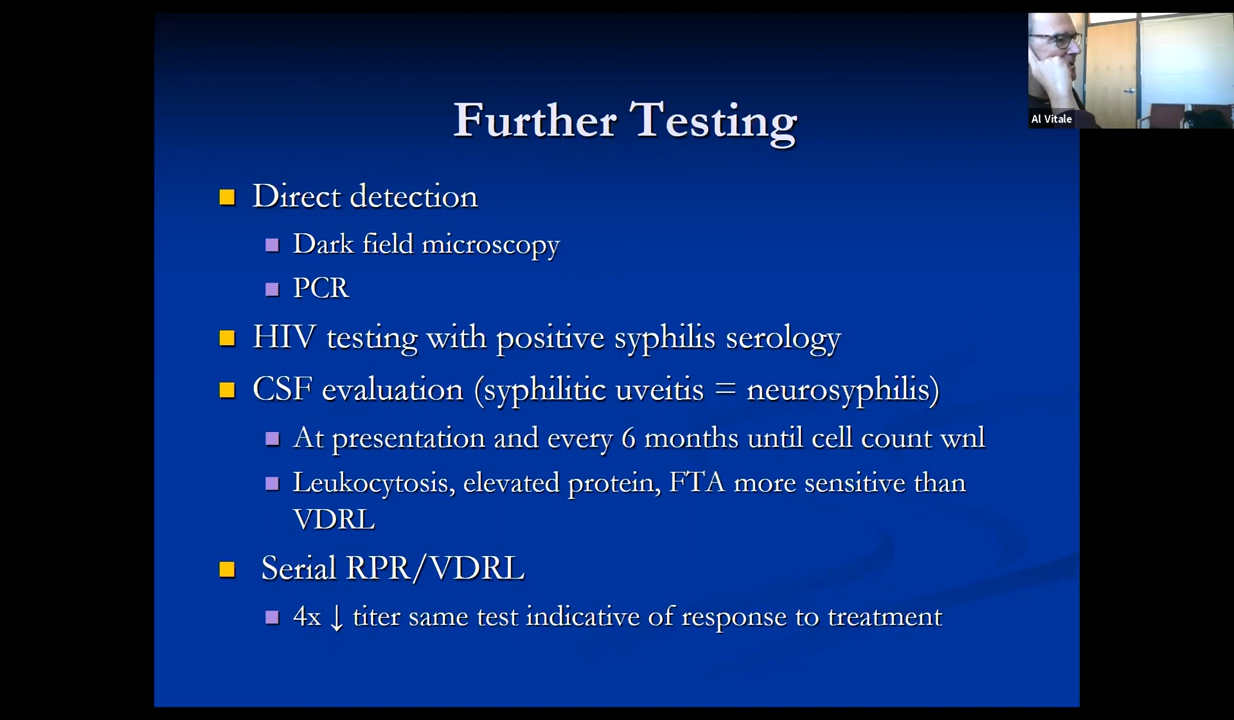 Further Testing
Al Vitale
Direct detection
Dark field microscopy
PCR
HIV testing with positive syphilis serology
CSF evaluation (syphilitic uveitis = neurosyphilis)
At presentation and every 6 months until cell count wnl
Leukocytosis, elevated protein, FTA more sensitive than
VDRL
Serial RPR/VDRL
4x ↓ titer same test indicative of response to treatment